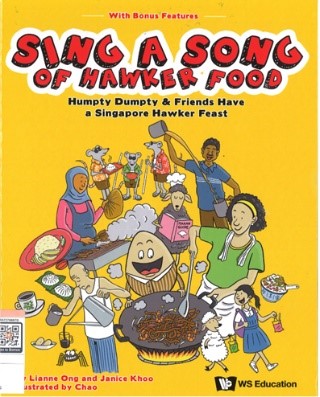 With Bonus Features
SING A SONG
OF HAWKER FOOD
Humpty Dumpty & Friends Have
a Singapore Hawker Feast
y Lianne Ong and Janice Khoo
ustrated by Chao
WS Education